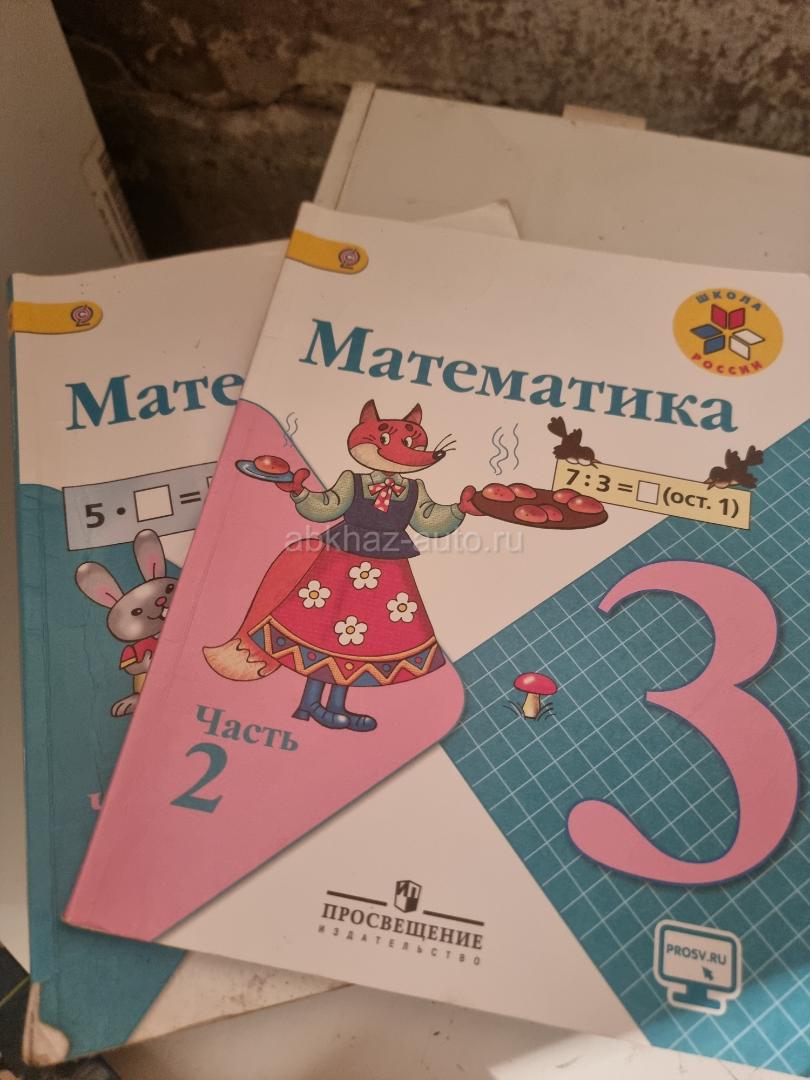 ШКОЛА
РОССИИ
Математика
7 : 3 = (ост. 1)
3
Часть
2
ПРОСВЕЩЕНИЕ
ИЗДАТЕЛЬСТВО
PROSV.RU
Мате
5 · =
abkhaz-auto.ru